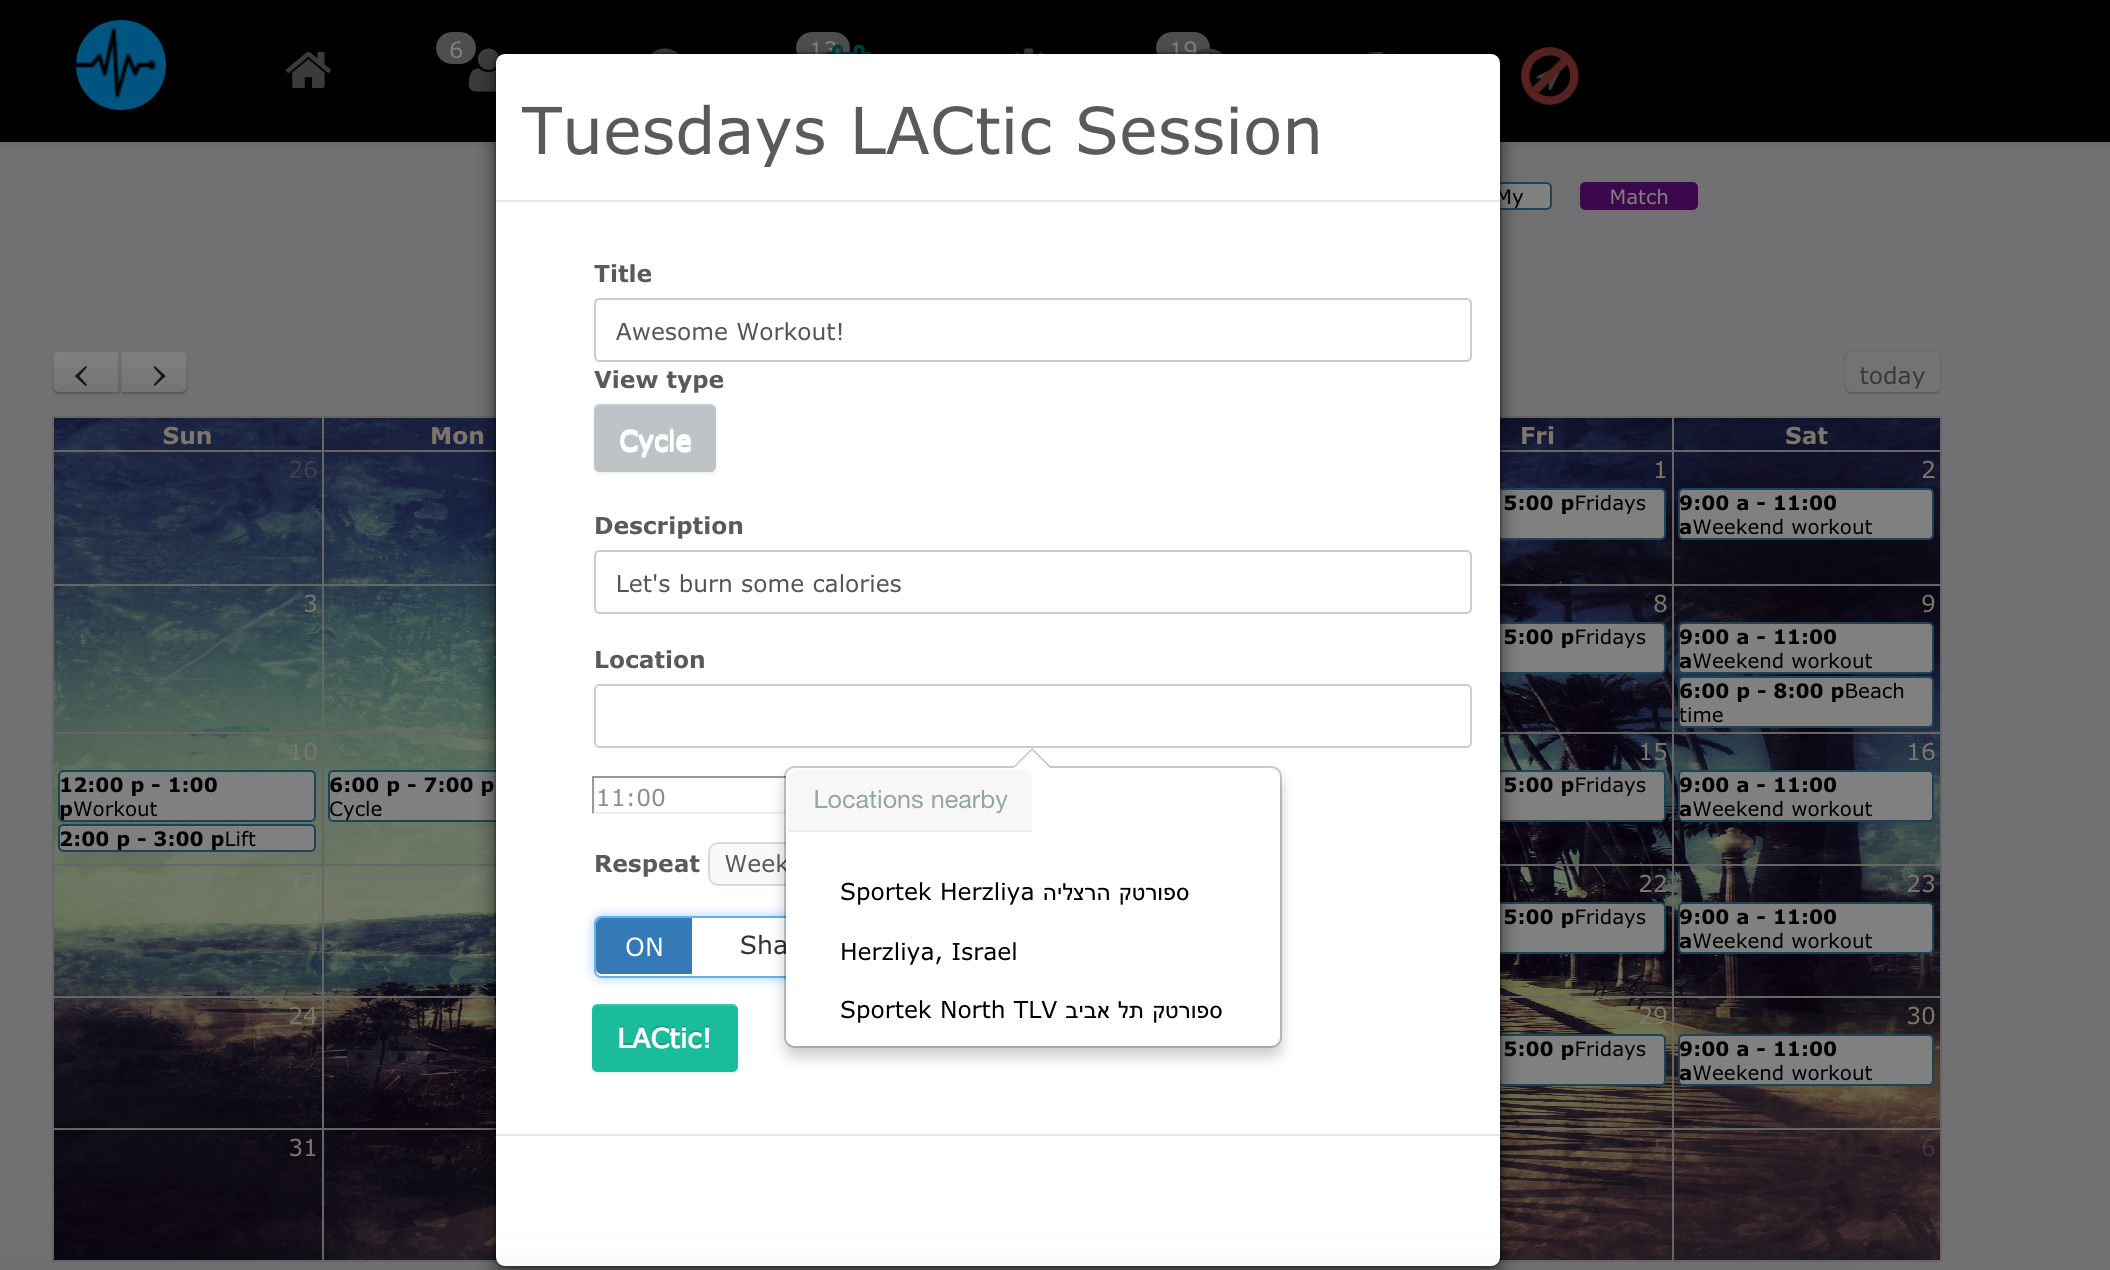 6
13
19
Tuesdays LACtic Session
My
Match
Title
Awesome Workout!
View type
Cycle
today
Description
Let's burn some calories
Location
Locations nearby
Sportek Herzliya ספורטק הרצליה
Herzliya, Israel
Sportek North TLV ספורטק תל אביב
11:00
Respeat
Week
ON
Sha
LACtic!
Sun
Mon
Fri
Sat
26
1
2
5:00 pFridays
9:00 a - 11:00
aWeekend workout
3
8
9
5:00 pFridays
9:00 a - 11:00
aWeekend workout
6:00 p - 8:00 pBeach
time
10
15
16
12:00 p - 1:00
pWorkout
2:00 p - 3:00 pLift
6:00 p - 7:00 p
Cycle
5:00 pFridays
9:00 a - 11:00
aWeekend workout
17
22
23
5:00 pFridays
9:00 a - 11:00
aWeekend workout
24
29
30
5:00 pFridays
9:00 a - 11:00
aWeekend workout
31
5
6